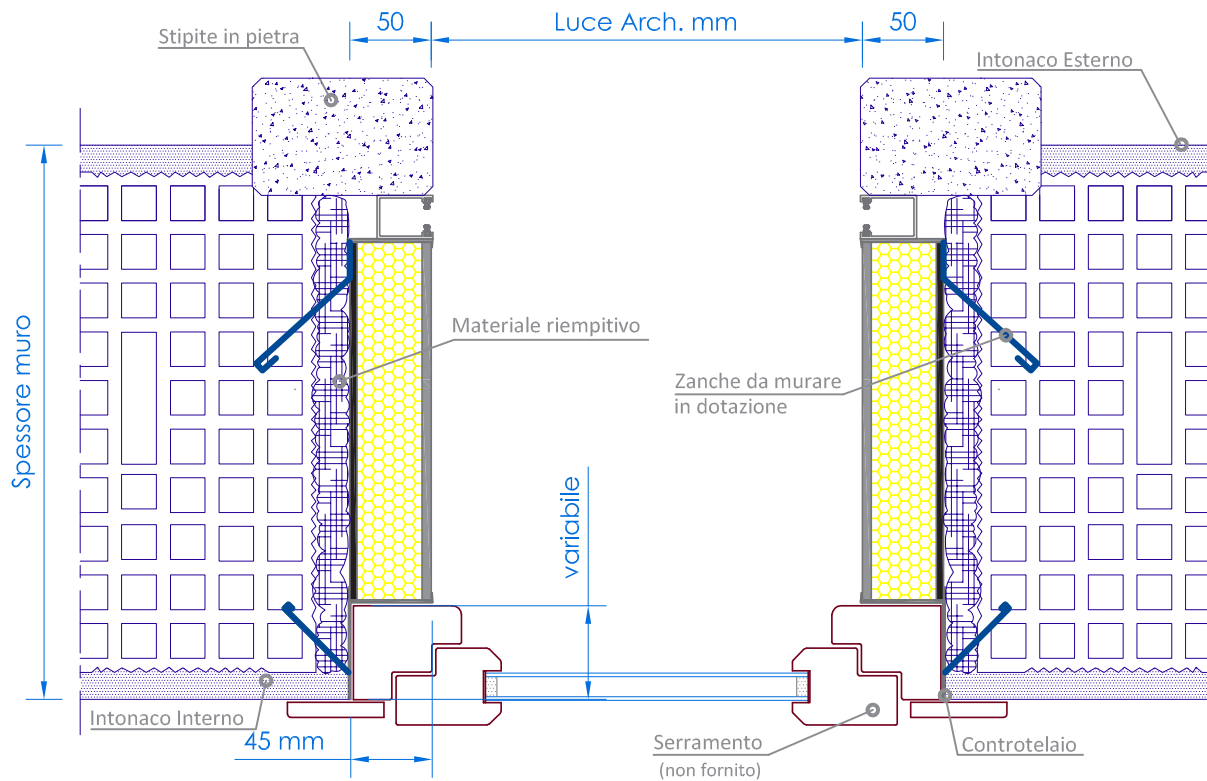 50
Luce Arch. mm
50
Stipite in pietra
Intonaco Esterno
Spessore muro
Materiale riempitivo
Zanche da murare
in dotazione
variabile
Intonaco Interno
45 mm
Serramento
(non fornito)
Controtelaio